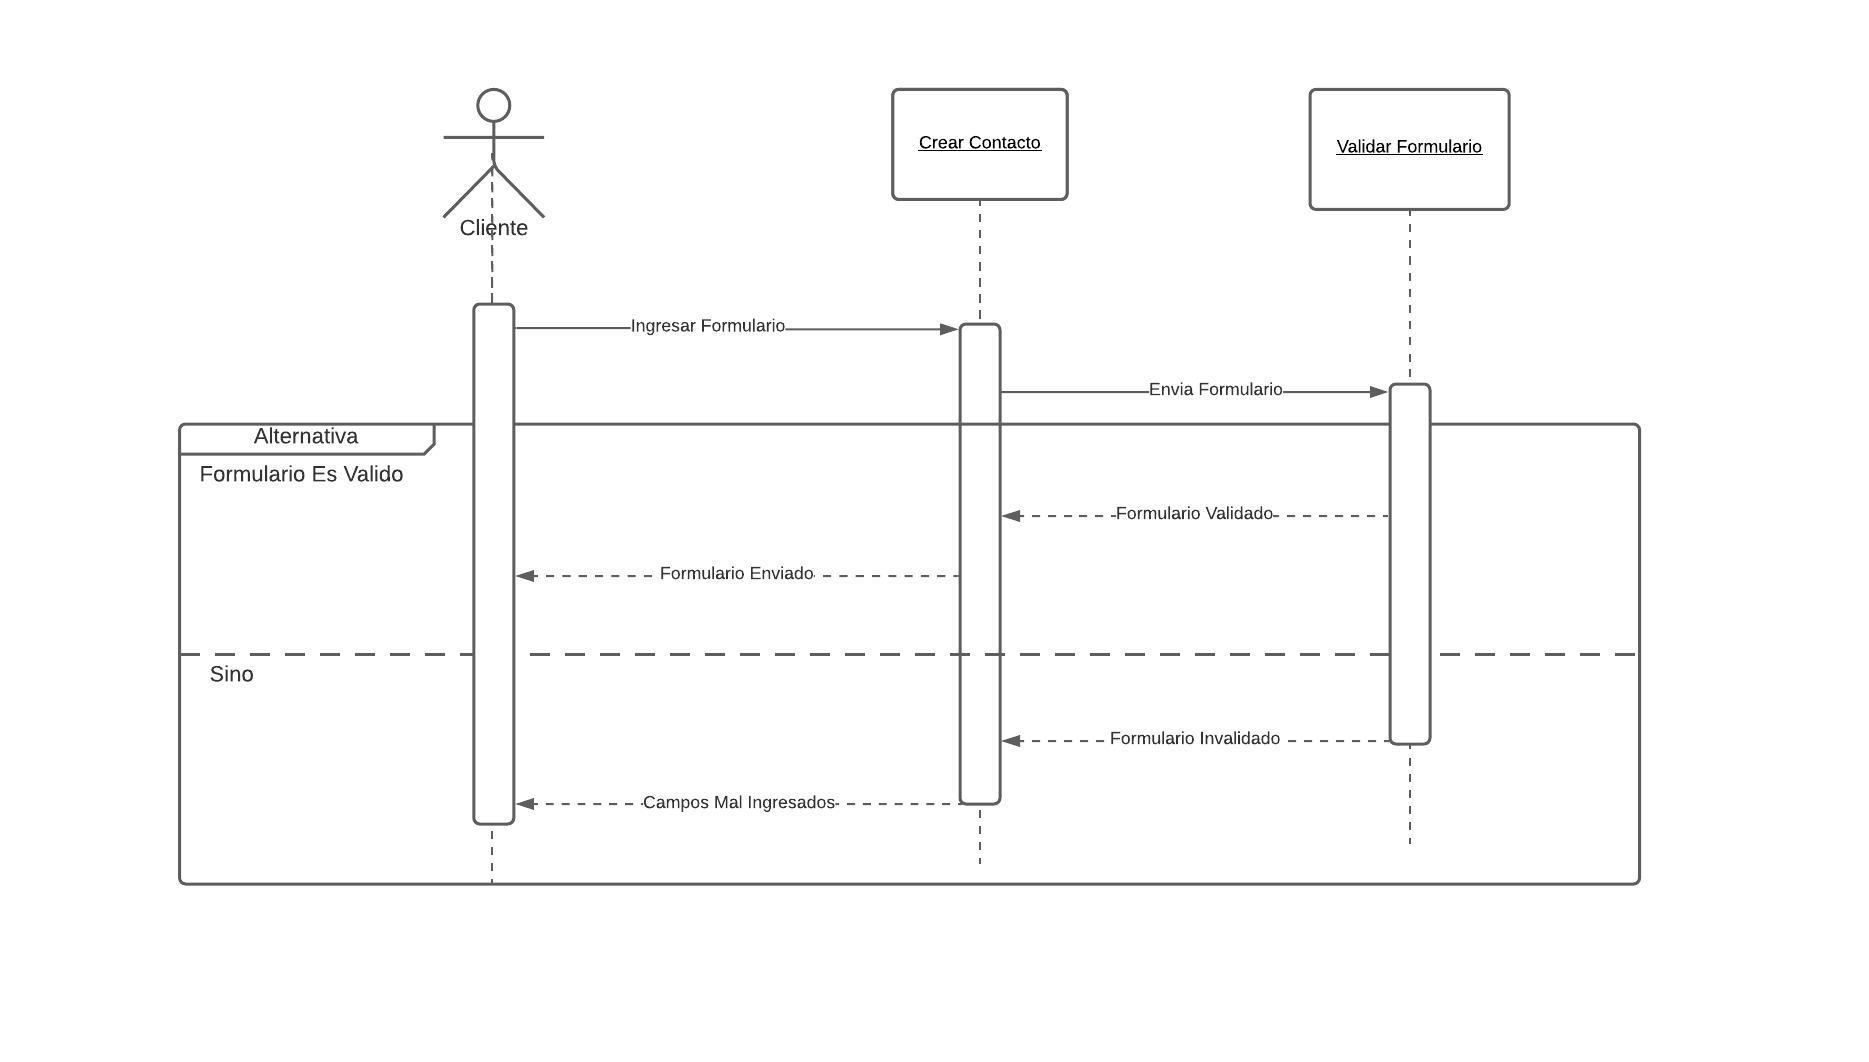 Crear Contacto
Validar Formulario
Cliente
Ingresar Formulario
Envia Formulario
Alternativa
Formulario Es Valido
Formulario Validado
Formulario Enviado
Sino
Formulario Invalidado
Campos Mal Ingresados